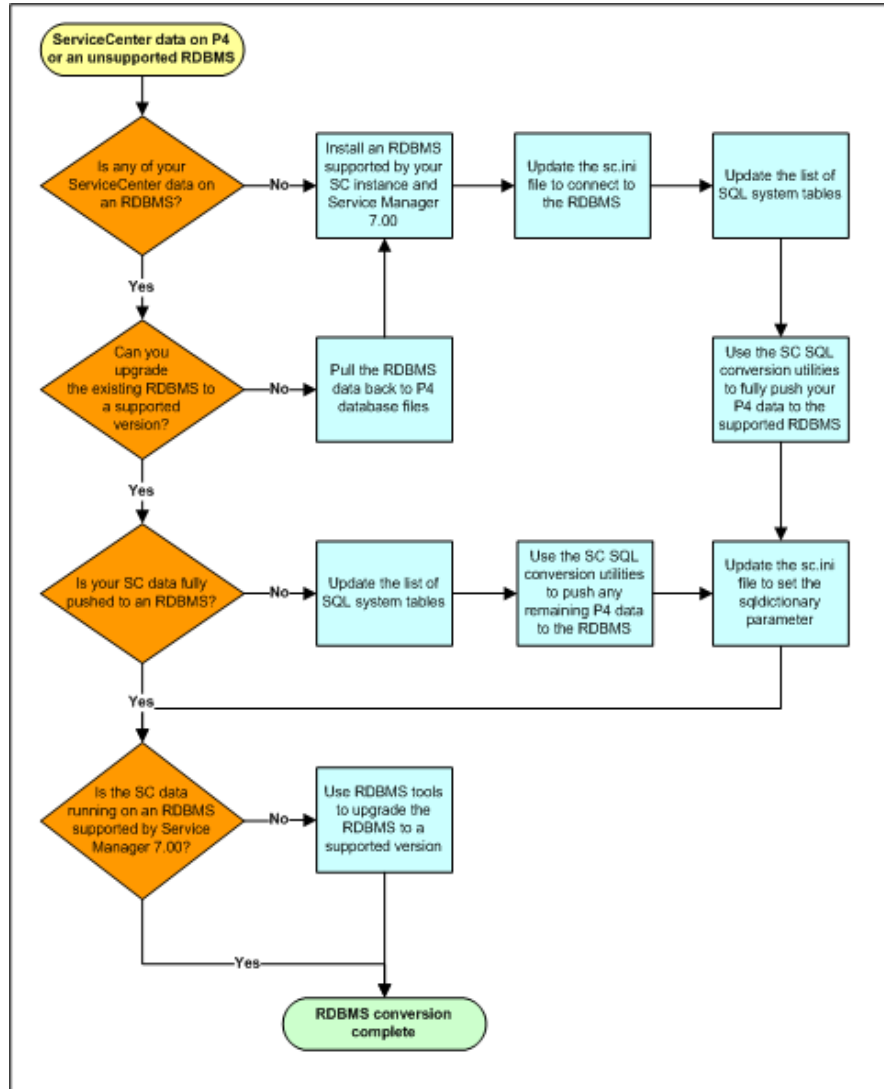 ServiceCenter data on P4
or an unsupported RDBMS
Is any of your
ServiceCenter data on
an RDBMS?
No
Install an RDBMS
supported by your
SC instance and
Service Manager
7.00
Update the sc.ini
file to connect to
the RDBMS
Update the list of
SQL system tables
Yes
Can you
upgrade
the existing RDBMS to
a supported
version?
No
Pull the RDBMS
data back to P4
database files
Use the SC SQL
conversion utilities
to fully push your
P4 data to the
supported RDBMS
Yes
Is your SC data fully
pushed to an RDBMS?
No
Update the list of
SQL system tables
Use the SC SQL
conversion utilities
to push any
remaining P4 data
to the RDBMS
Update the sc.ini
file to set the
sqldictionary
parameter
Yes
Is the SC data
running on an RDBMS
supported by Service
Manager 7.00?
No
Use RDBMS tools
to upgrade the
RDBMS to a
supported version
Yes
RDBMS conversion
complete